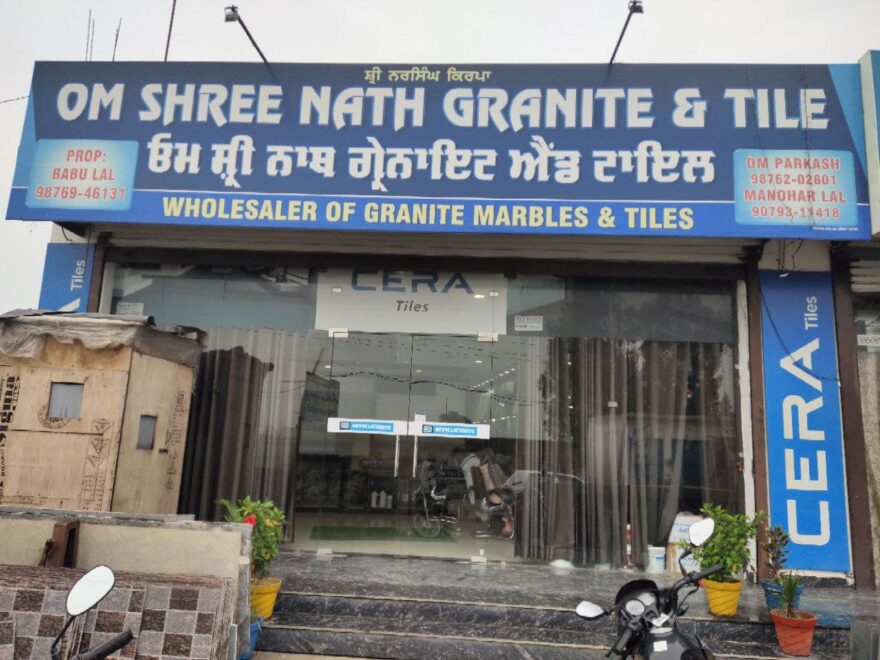 ਸ਼੍ਰੀ ਨਰਸਿੰਘ ਕਿਰਪਾ
OM SHREE NATH GRANITE & TILE
ਓਮ ਸ਼੍ਰੀ ਨਾਥ ਗ੍ਰੇਨਾਇਟ ਐਂਡ ਟਾਇਲ
PROP:
BABU LAL
98769-46131
OM PARKASH
98762-02601
MANOHAR LAL
90793-11418
WHOLESALER OF GRANITE MARBLES & TILES
CERA
Tiles
Tiles
CERA Tiles